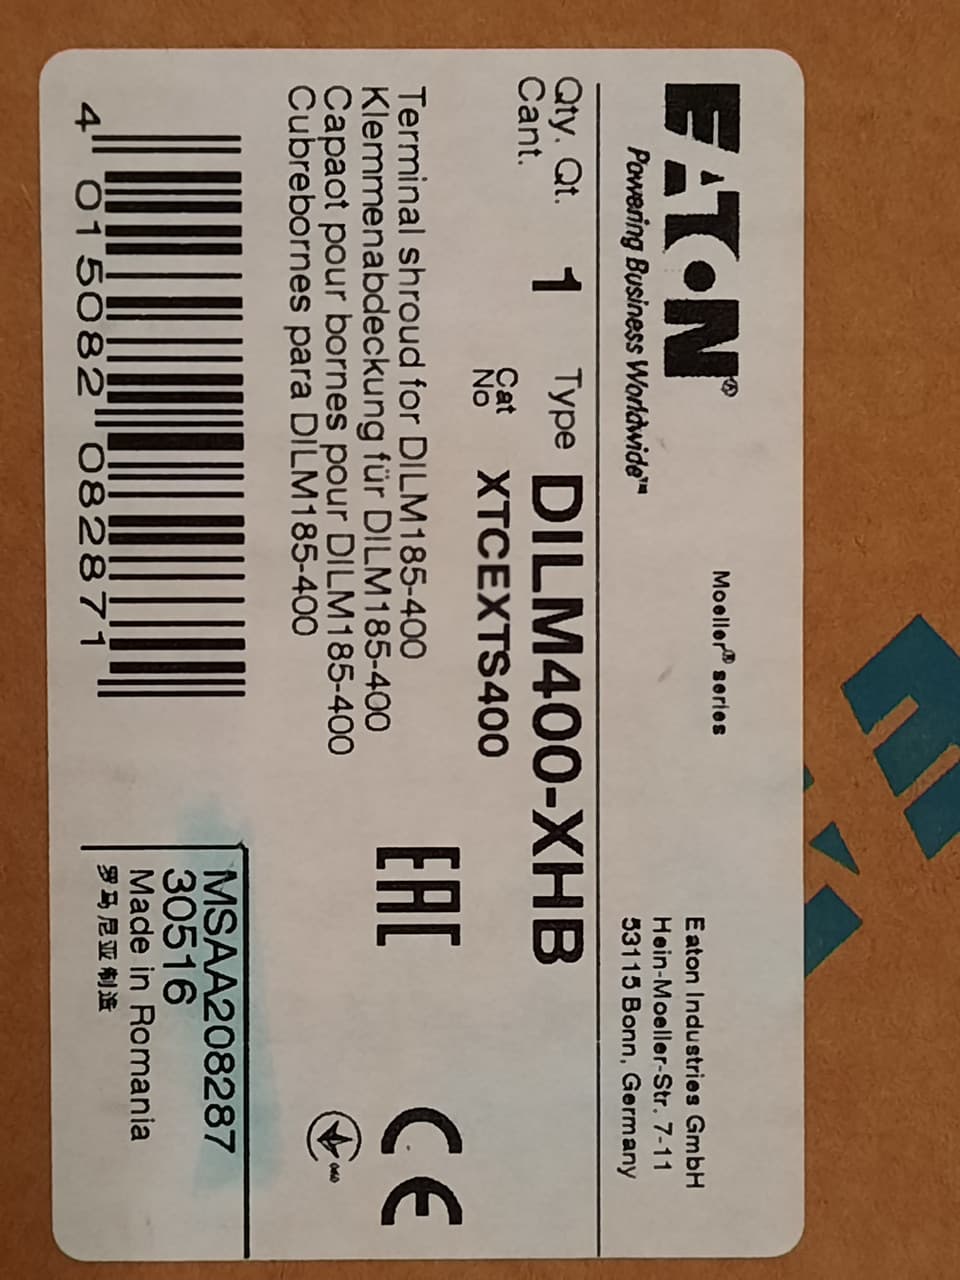 EATON®
Powering Business Worldwide™
Moeller® series
Eaton Industries GmbH
Hein-Moeller-Str. 7-11
53115 Bonn, Germany
Qty. Qt. 1 Type DILM400-XHB
Cant.
Cat No XTCEXTS400
Terminal shroud for DILM185-400
Klemmenabdeckung für DILM185-400
Capaot pour bornes pour DILM185-400
Cubrebornes para DILM185-400
EAC
CE
4 015082 082871
MSAA208287
30516
Made in Romania
罗马尼亚制造